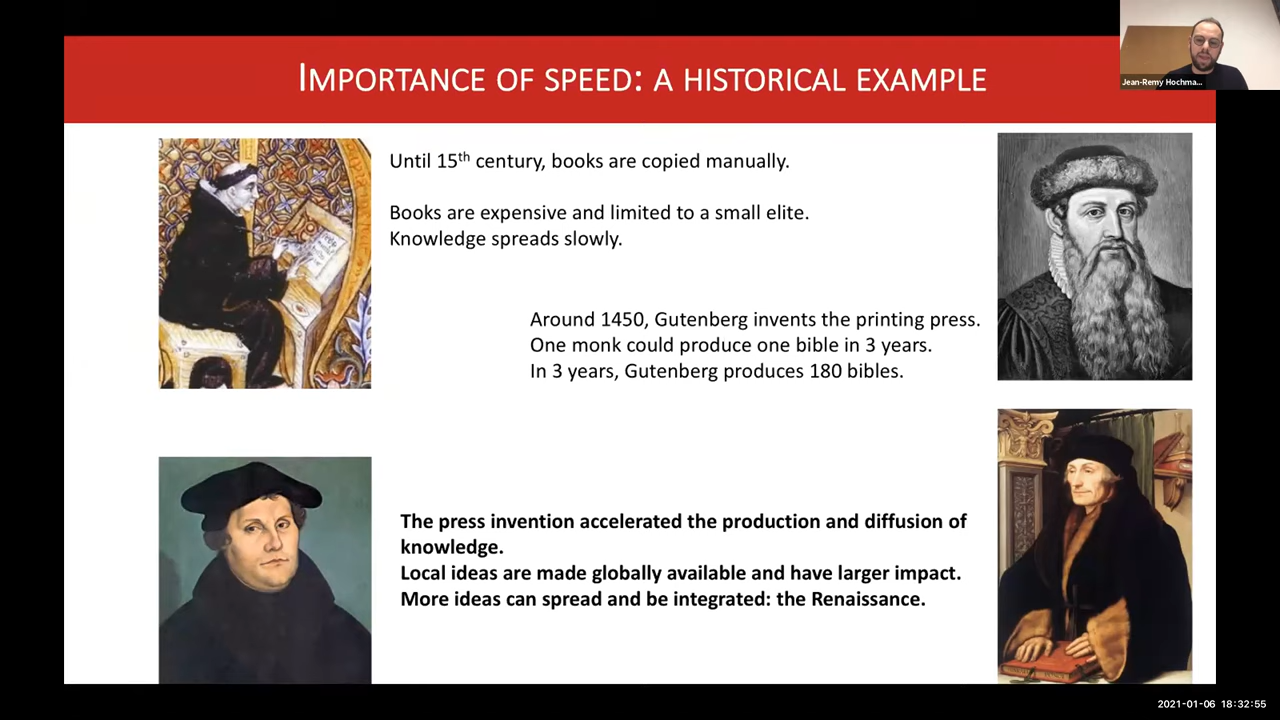 IMPORTANCE OF SPEED: A HISTORICAL EXAMPLE
Jean-Remy Hochma...
Until 15th century, books are copied manually.
Books are expensive and limited to a small elite.
Knowledge spreads slowly.
Around 1450, Gutenberg invents the printing press.
One monk could produce one bible in 3 years.
In 3 years, Gutenberg produces 180 bibles.
The press invention accelerated the production and diffusion of
knowledge.
Local ideas are made globally available and have larger impact.
More ideas can spread and be integrated: the Renaissance.
2021-01-06 18:32:55